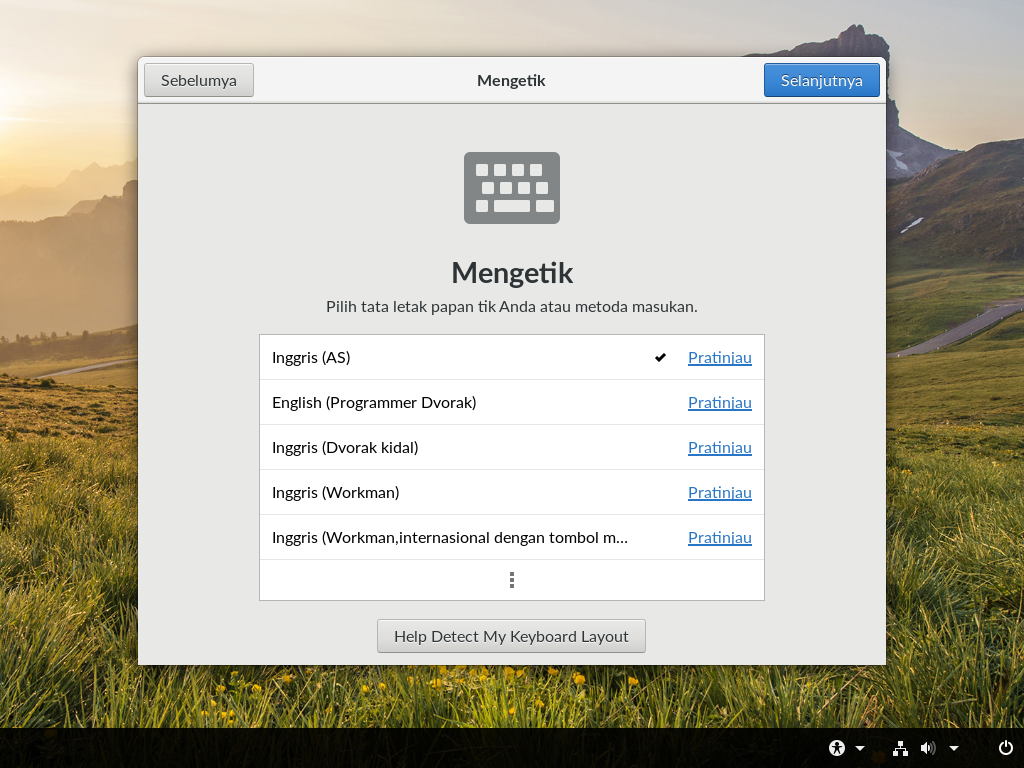 Sebelumya
Mengetik
Selanjutnya
Mengetik
Pilih tata letak papan tik Anda atau metoda masukan.
Inggris (AS)
Pratinjau
English (Programmer Dvorak)
Pratinjau
Inggris (Dvorak kidal)
Pratinjau
Inggris (Workman)
Pratinjau
Inggris (Workman,internasional dengan tombol m...
Pratinjau
Help Detect My Keyboard Layout